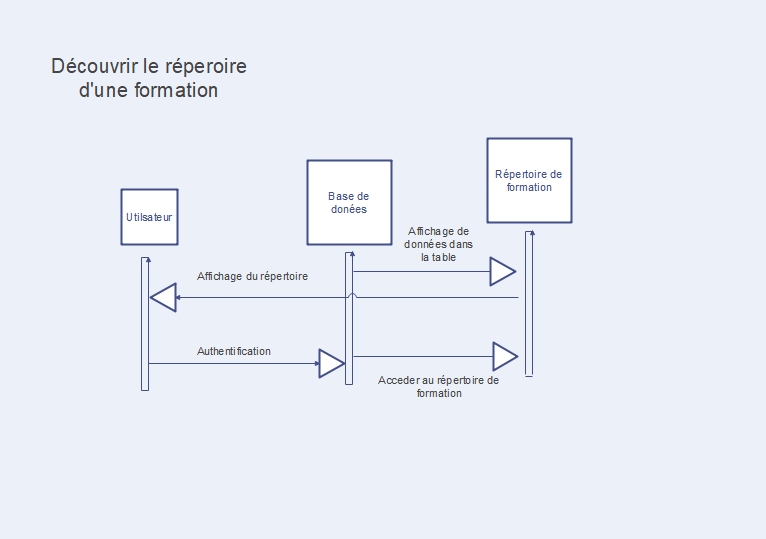 Découvrir le réperoire
d'une formation
Répertoire de
formation
Base de
donées
Utilsateur
Affichage de
données dans
la table
Affichage du répertoire
Authentification
Acceder au répertoire de
formation